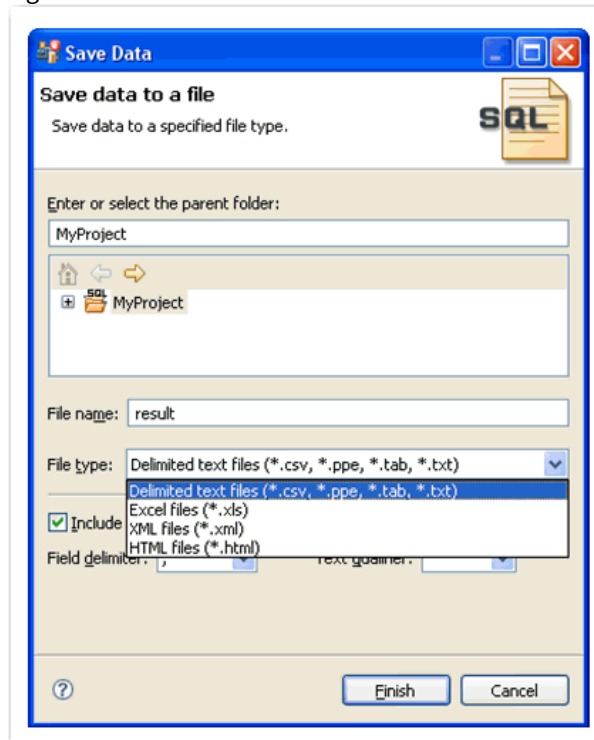 Save Data
Save data to a file
Save data to a specified file type.
SQL
Enter or select the parent folder:
MyProject
SQL
MyProject
File name: result
File type: Delimited text files (*.csv, *.ppe, *.tab, *.txt)
Delimited text files (*.csv, *.ppe, *.tab, *.txt)
Excel files (*.xls)
Include
XML files (*.xml)
HTML files (*.html)
Field delimiter: , Text qualifier:
Finish Cancel